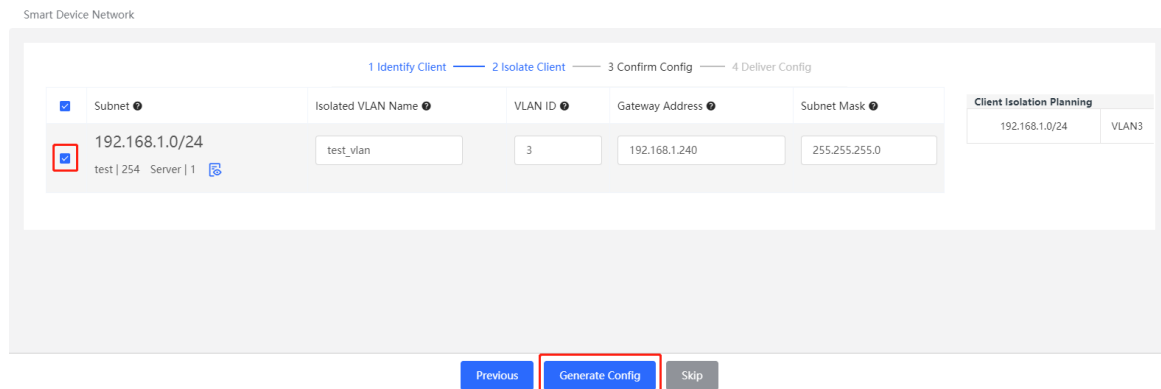 Smart Device Network
1 Identify Client 2 Isolate Client 3 Confirm Config 4 Deliver Config
Subnet Isolated VLAN Name VLAN ID Gateway Address Subnet Mask
192.168.1.0/24 test_vlan 3 192.168.1.240 255.255.255.0
test | 254 Server | 1
Client Isolation Planning
192.168.1.0/24 VLAN3
Previous Generate Config Skip